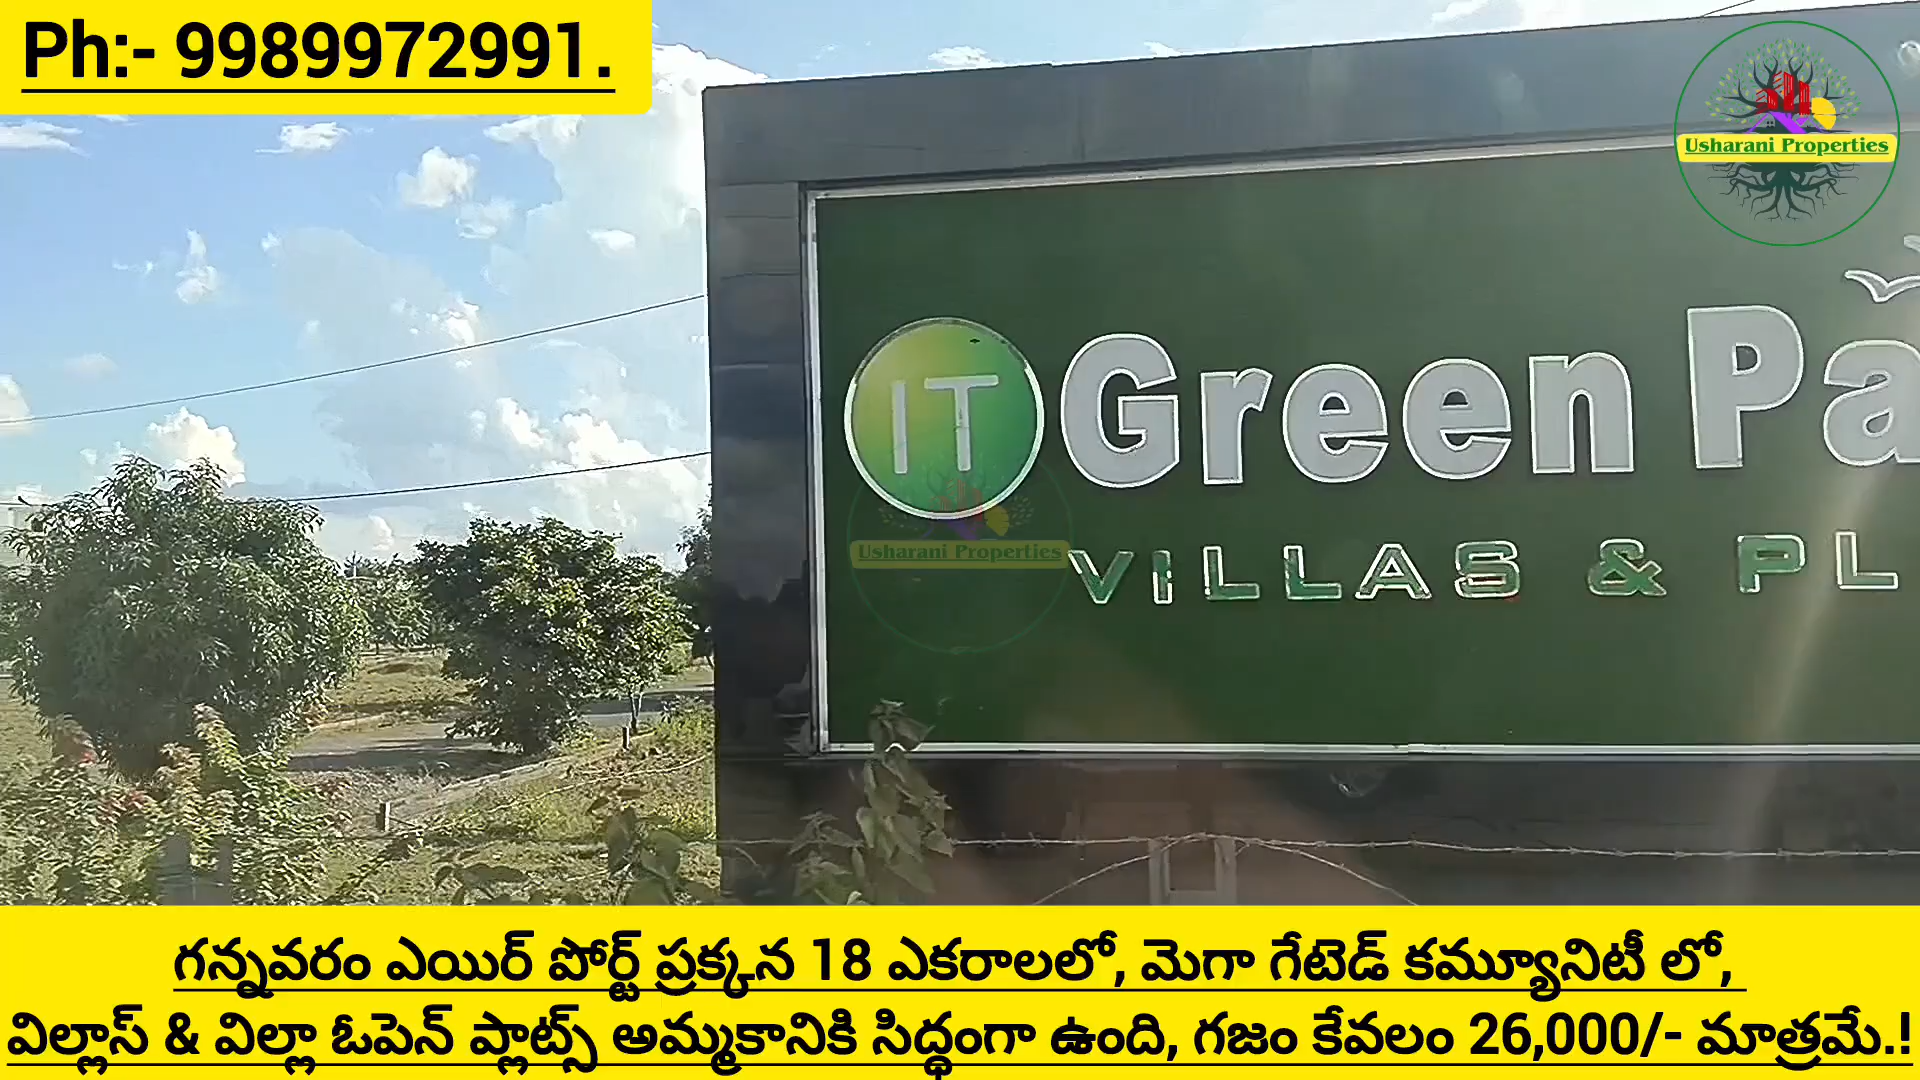 Ph:- 9989972991.
Usharani Properties
IT Green Pa
VILLAS & PL
Usharani Properties
గన్నవరం ఎయిర్ పోర్ట్ ప్రక్కన 18 ఎకరాలలో, మెగా గేటెడ్ కమ్యూనిటీ లో,
విల్లాస్ & విల్లా ఓపెన్ ప్లాట్స్ అమ్మకానికి సిద్ధంగా ఉంది, గజం కేవలం 26,000/- మాత్రమే.!